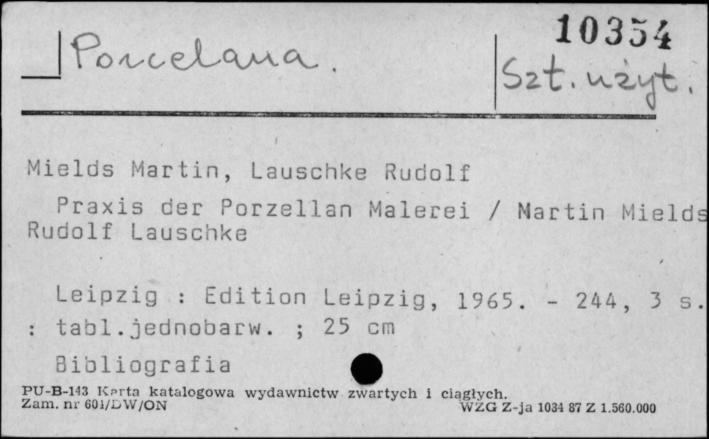 10354
Porcelana.
Szt. użyt.
Mields Martin, Lauschke Rudolf
Praxis der Porzellan Malerei / Martin Mields
Rudolf Lauschke
Leipzig : Edition Leipzig, 1965. - 244, 3 s.
: tabl.jednobarw. ; 25 cm
Bibliografia
PU-B-143 Karta katalogowa wydawnictw zwartych i ciągłych.
Zam. nr 601/DW/ON WZG Z-ja 1034 87 Z 1.560.000